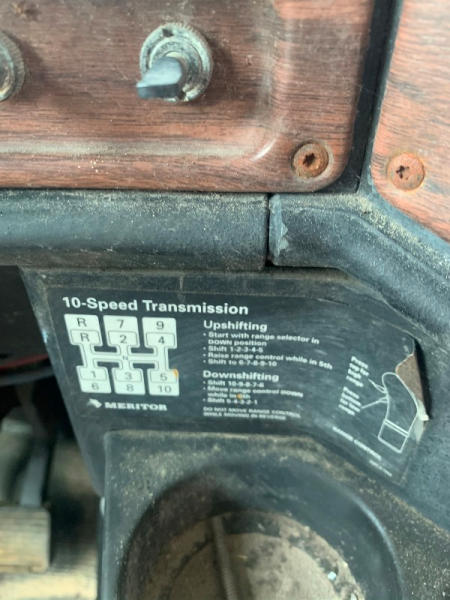 10-Speed Transmission
R 7 9
R 2 4
1 3 5
6 8 10
MERITOR
Upshifting
• Start with range selector in
DOWN position
• Shift 1-2-3-4-5
• Raise range control while in 5th
• Shift to 6-7-8-9-10
Downshifting
• Shift 10-9-8-7-6
• Move range control DOWN
while in 6th
• Shift 5-4-3-2-1
DO NOT MOVE RANGE CONTROL
WHILE MOVING IN REVERSE
RANGE CONTROL